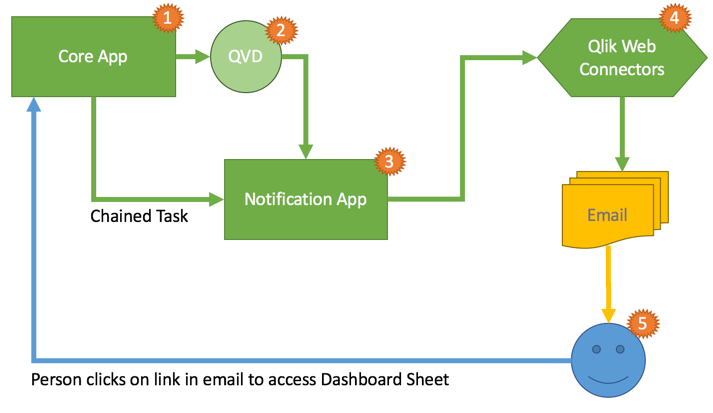 1
Core App
2
QVD
4
Qlik Web
Connectors
3
Notification App
Chained Task
Email
5
Person clicks on link in email to access Dashboard Sheet